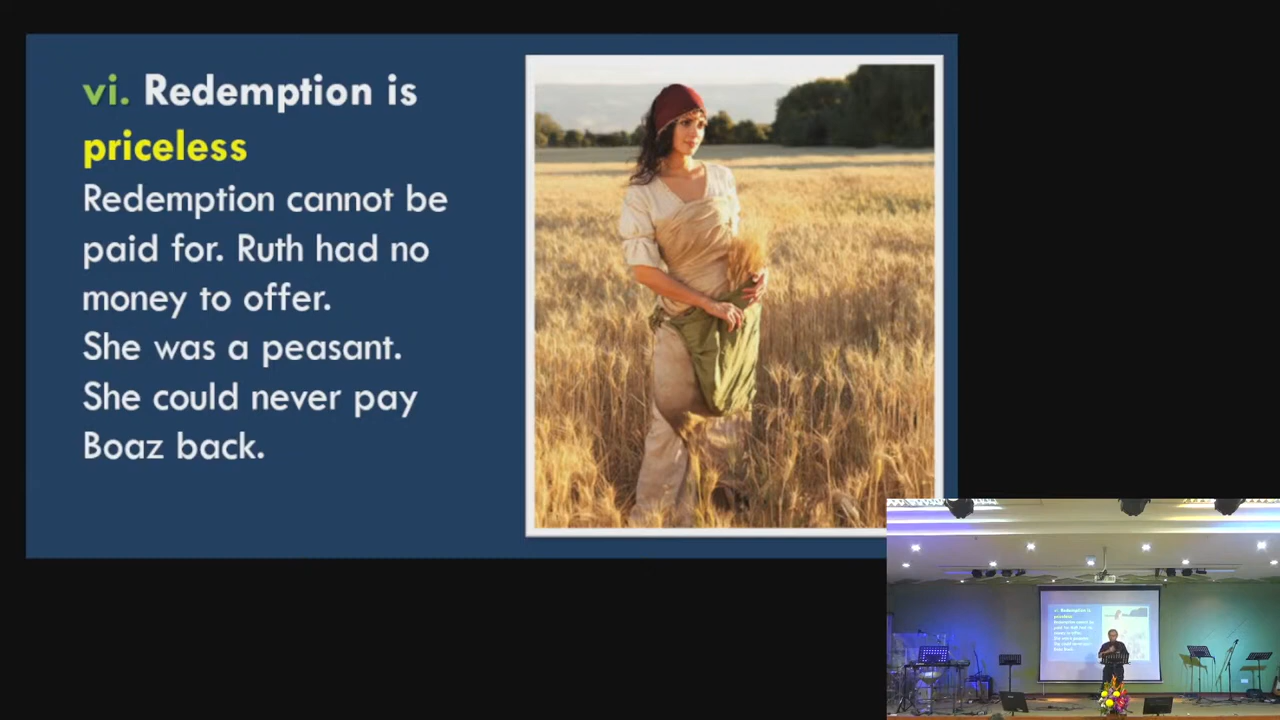 vi. Redemption is
priceless
Redemption cannot be
paid for. Ruth had no
money to offer.
She was a peasant.
She could never pay
Boaz back.